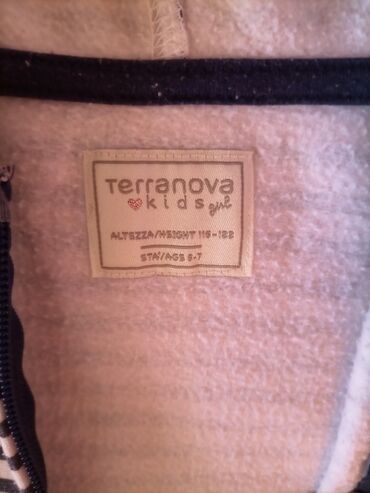 Terranova
kids girl
ALTEZZA/HEIGHT 116-122
ETA'/AGE 6-7